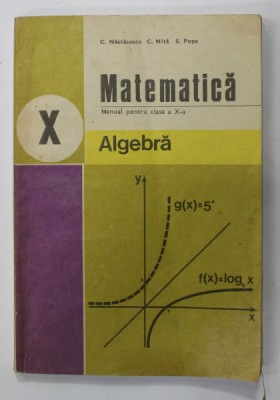 C. Năstăsescu C. Niță S. Popa
Matematică
Manual pentru clasa a X-a
X
Algebră
y
g(x)=5ˣ
f(x)=log₅ x
x